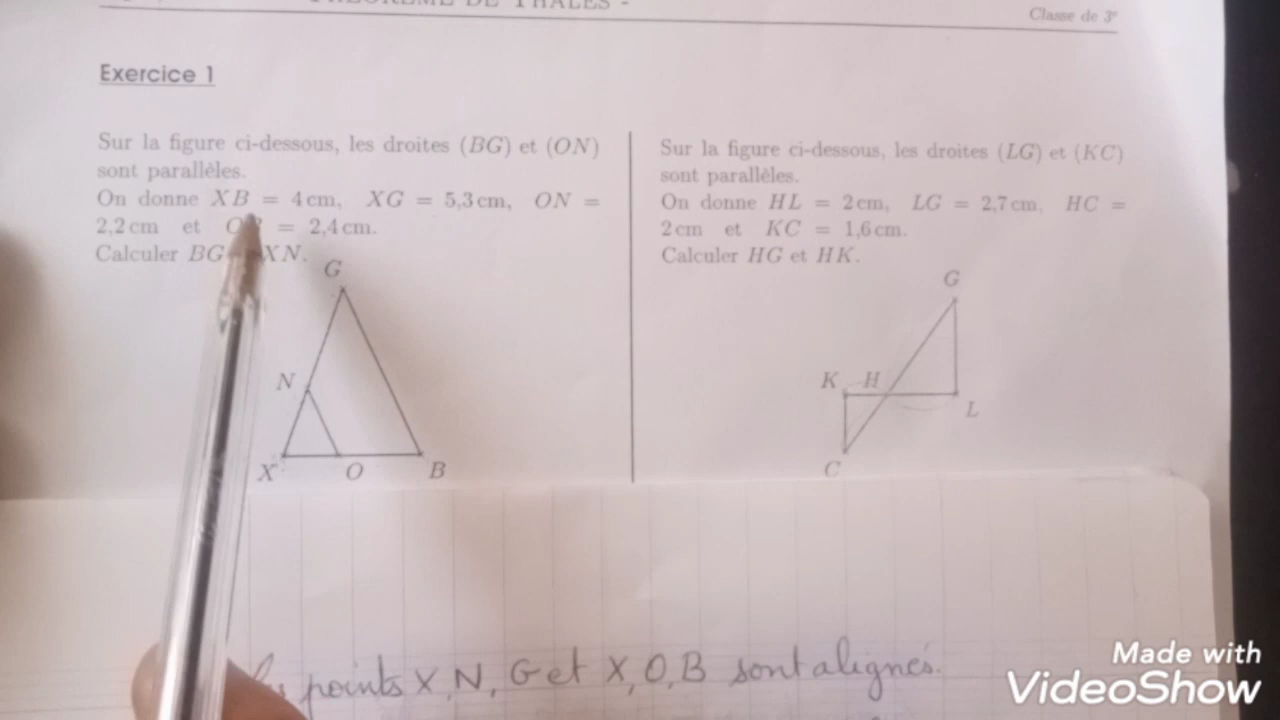 THÉORÈME DE THALÈS -
Classe de 3e
Exercice 1
Sur la figure ci-dessous, les droites (BG) et (ON)
sont parallèles.
On donne XB = 4 cm, XG = 5,3 cm, ON =
2,2 cm et = 2,4 cm.
Calculer BG XN.
G
N
X
O
B
Sur la figure ci-dessous, les droites (LG) et (KC)
sont parallèles.
On donne HL = 2 cm, LG = 2,7 cm, HC =
2 cm et KC = 1,6 cm.
Calculer HG et HK.
G
K H
L
C
points X, N, G et X, O, B sont alignés.
Made with
VideoShow